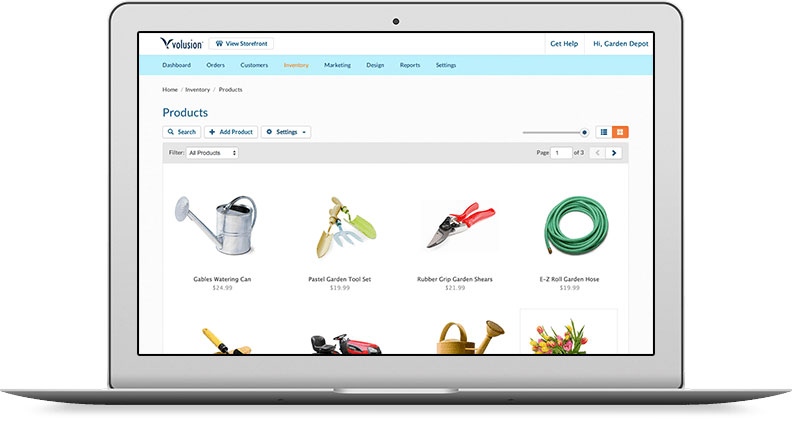 volusion View Storefront Get Help Hi, Garden Depot
Dashboard Orders Customers Inventory Marketing Design Reports Settings
Home / Inventory / Products
Products
Search Add Product Settings
Filter: All Products Page 1 of 3
Gables Watering Can Pastel Garden Tool Set Rubber Grip Garden Shears E-Z Roll Garden Hose
$24.99 $19.99 $21.99 $19.99